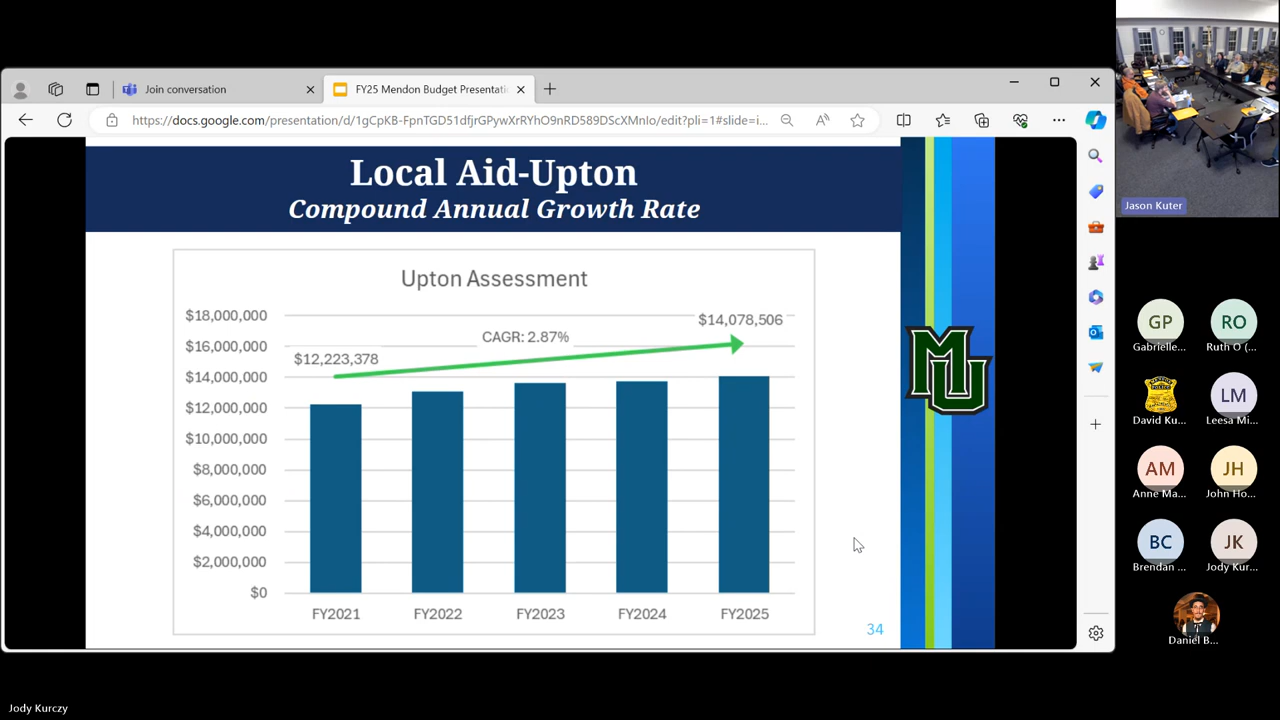 Join conversation
FY25 Mendon Budget Presentati
https://docs.google.com/presentation/d/1gCpKB-FpnTGD51dfjrGPywXrRYhO9nRD589DScXMnIo/edit?pli=1#slide=i...
Local Aid-Upton
Compound Annual Growth Rate
Upton Assessment
$18,000,000
$16,000,000
$14,000,000
$12,000,000
$10,000,000
$8,000,000
$6,000,000
$4,000,000
$2,000,000
$0
$12,223,378
CAGR: 2.87%
$14,078,506
FY2021 FY2022 FY2023 FY2024 FY2025
34
MU
Jason Kuter
GP RO
Gabrielle... Ruth O (...
LM
David Ku... Leesa Mi...
AM JH
Anne Ma... John Ho...
BC JK
Brendan ... Jody Kur...
Daniel B...
Jody Kurczy